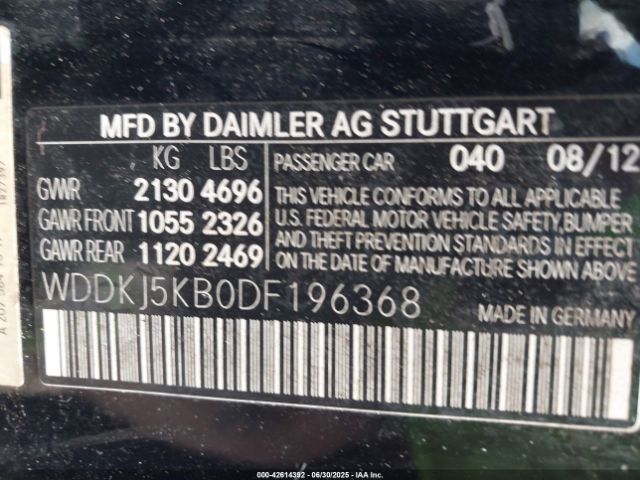 MFD BY DAIMLER AG STUTTGART
KG LBS
GVWR 2130 4696
GAWR FRONT 1055 2326
GAWR REAR 1120 2469
PASSENGER CAR 040 08/12
THIS VEHICLE CONFORMS TO ALL APPLICABLE
U.S. FEDERAL MOTOR VEHICLE SAFETY,BUMPER
AND THEFT PREVENTION STANDARDS IN EFFECT
ON THE DATE OF MANUFACTURE SHOWN ABOVE.
WDDKJ5KB0DF196368 MADE IN GERMANY
000-42614392 - 06/30/2025 - IAAI.com